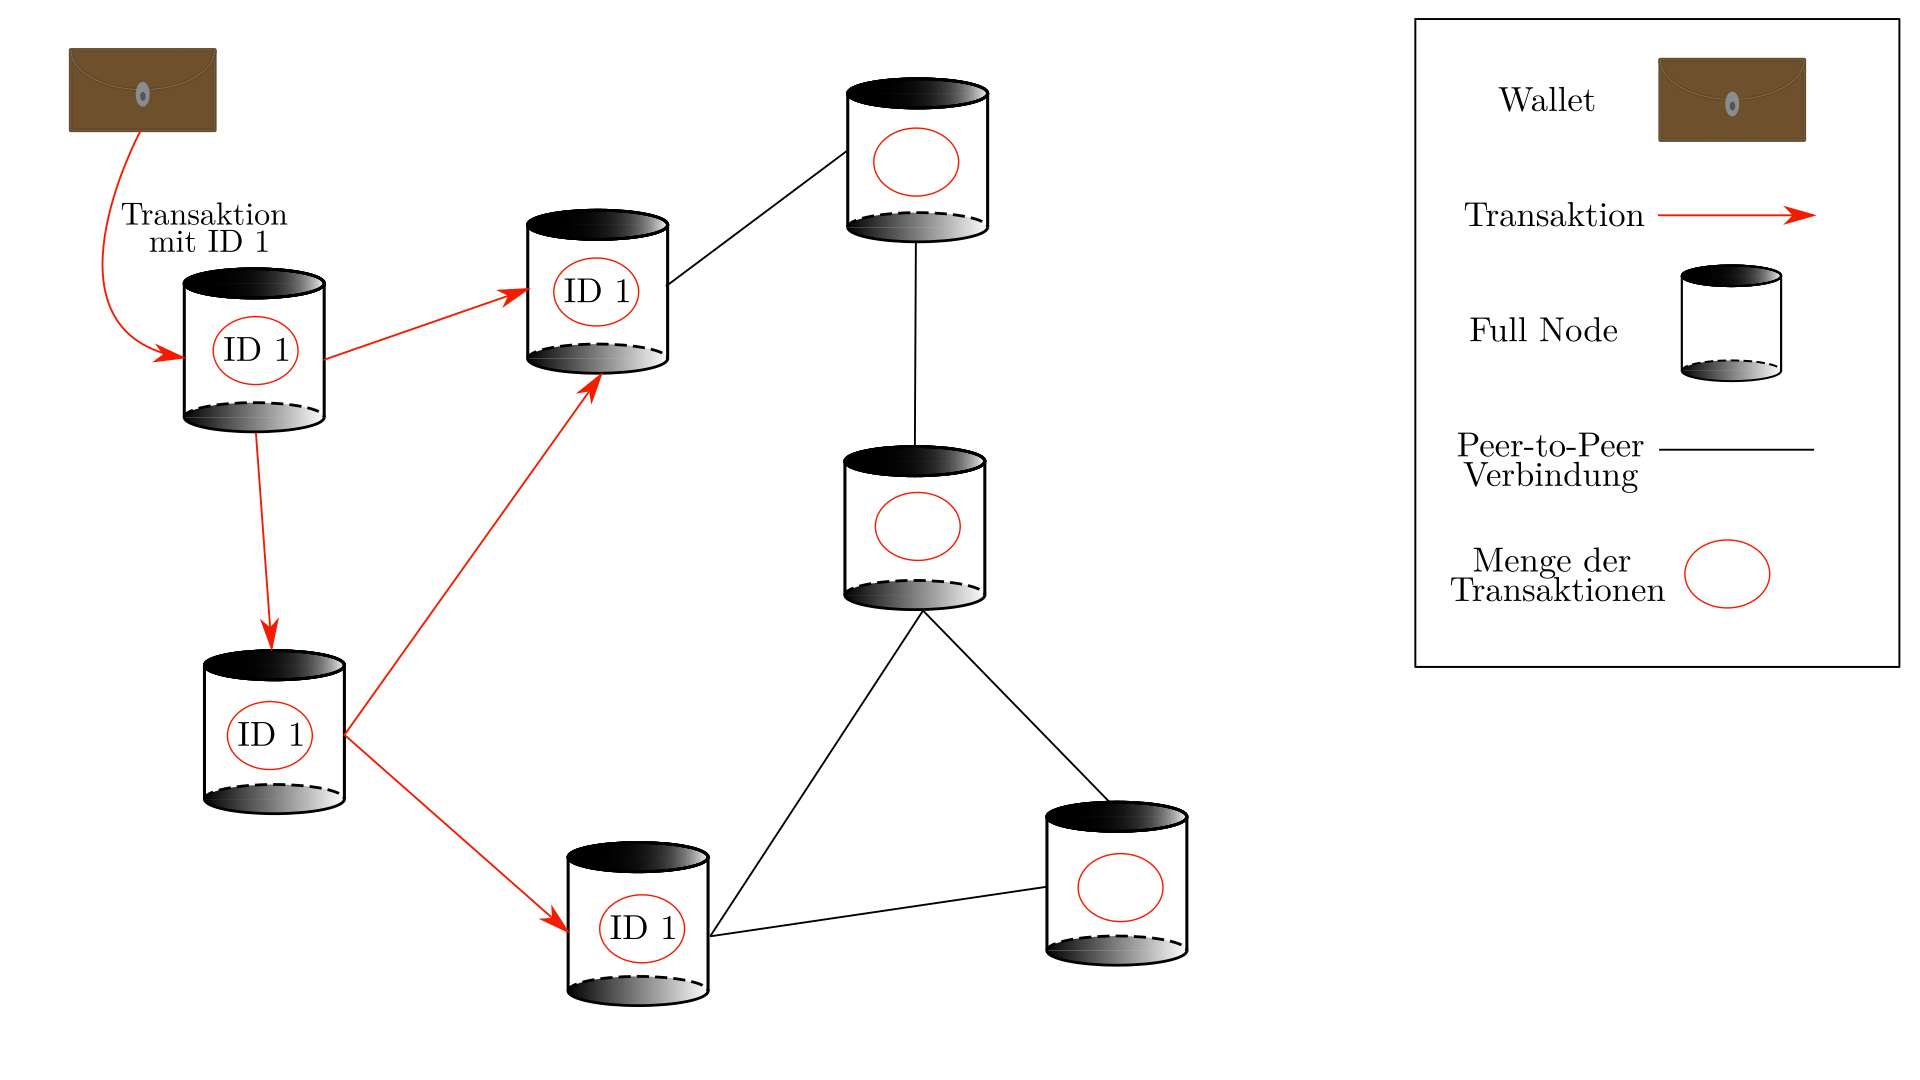 Transaktion
mit ID 1
ID 1
ID 1
ID 1
ID 1
Wallet
Transaktion
Full Node
Peer-to-Peer
Verbindung
Menge der
Transaktionen